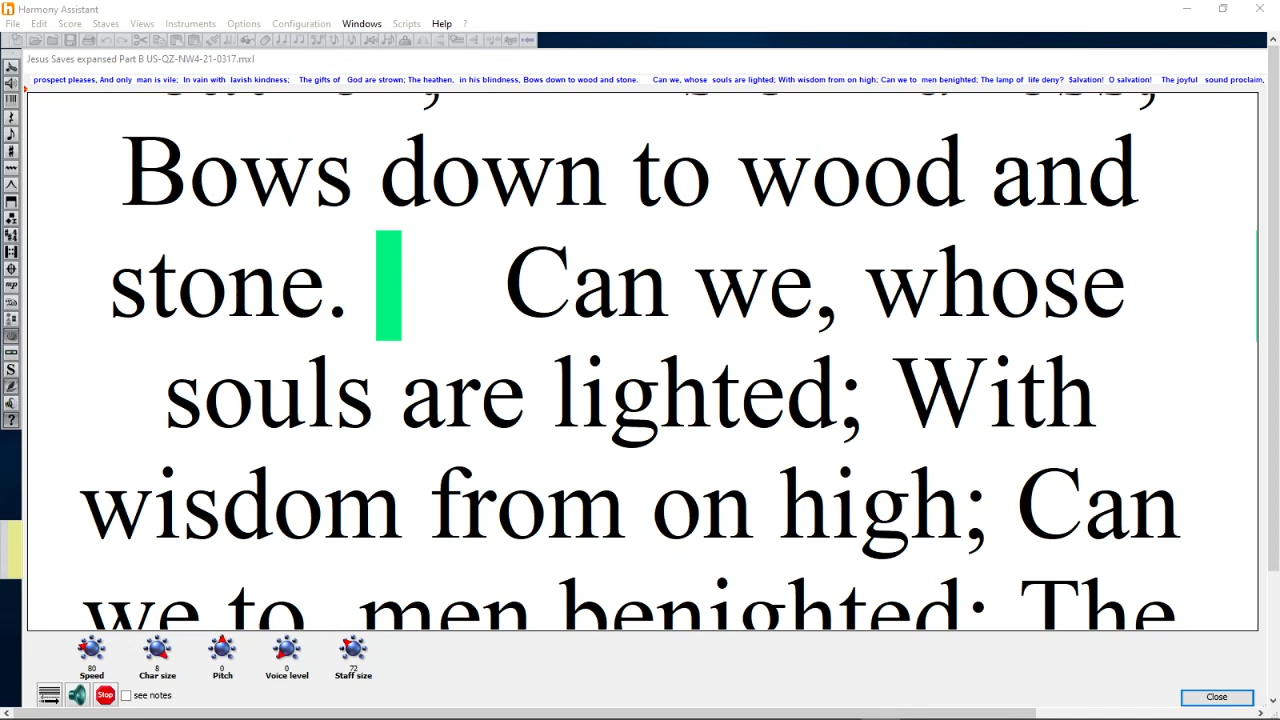 Harmony Assistant
File Edit Score Staves Views Instruments Options Configuration Windows Scripts Help ?
Jesus Saves expansed Part B US-QZ-NW4-21-0317.mxl
prospect pleases, And only man is vile; In vain with lavish kindness; The gifts of God are strown; The heathen, in his blindness, Bows down to wood and stone. Can we, whose souls are lighted; With wisdom from on high; Can we to men benighted; The lamp of life deny? Salvation! O salvation! The joyful sound proclaim,
Bows down to wood and
stone. Can we, whose
souls are lighted; With
wisdom from on high; Can
we to men benighted; The
80 8 0 0 72
Speed Char size Pitch Voice level Staff size
Stop see notes Close